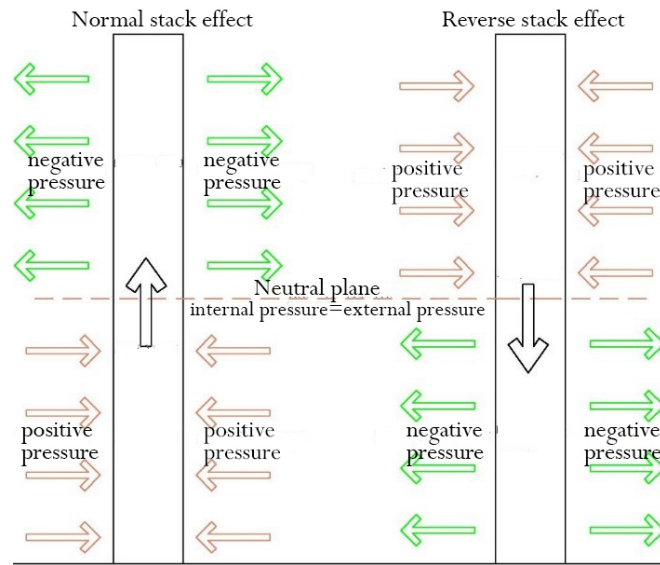 Normal stack effect
Reverse stack effect
negative
pressure
negative
pressure
positive
pressure
positive
pressure
Neutral plane
internal pressure=external pressure
positive
pressure
positive
pressure
negative
pressure
negative
pressure